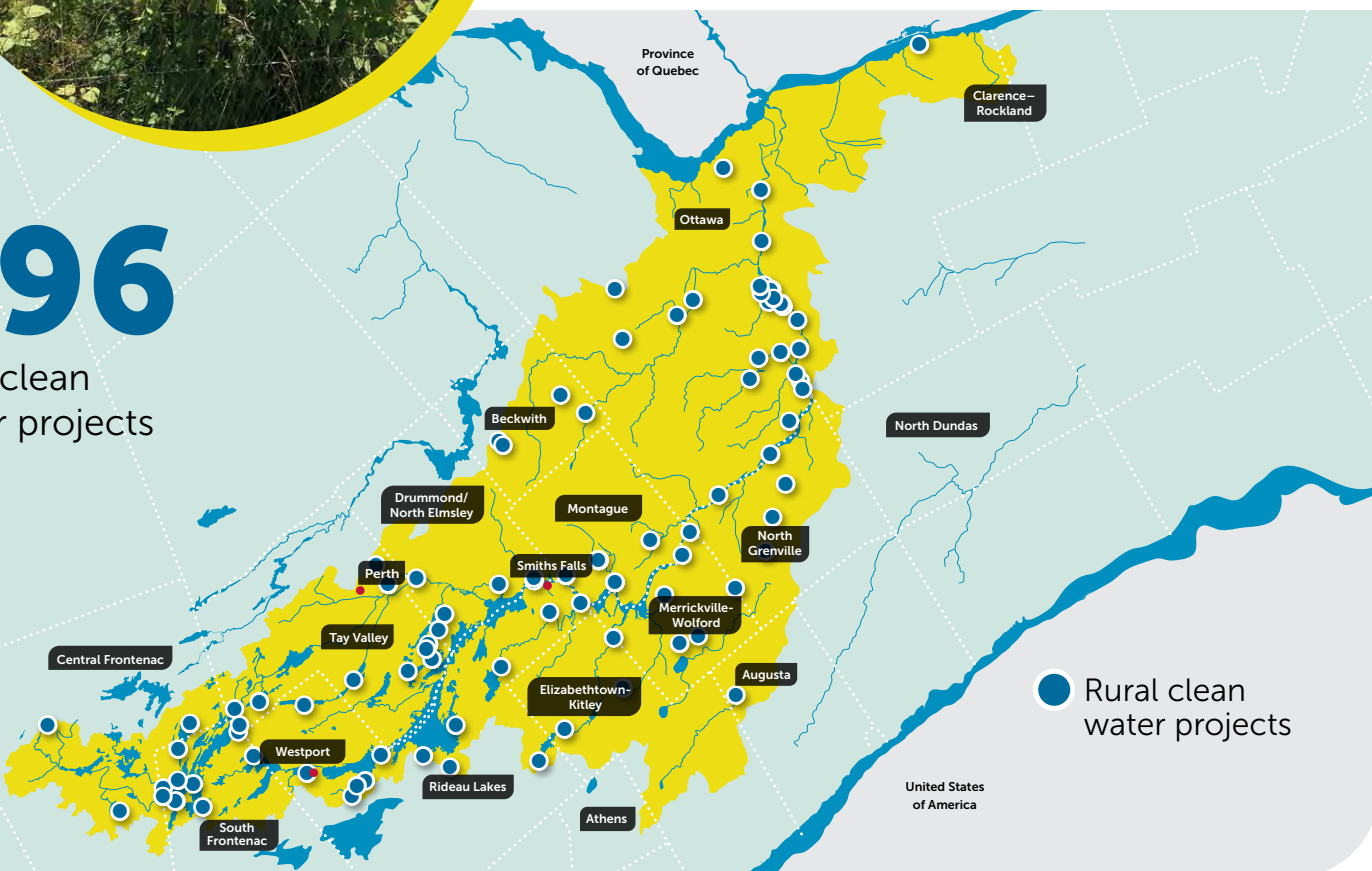 Province
of Quebec
Clarence–
Rockland
Ottawa
96
clean
projects
Beckwith
North Dundas
Drummond/
North Elmsley
Montague
North
Grenville
Perth
Smiths Falls
Merrickville-
Wolford
Tay Valley
Central Frontenac
Augusta
Elizabethtown-
Kitley
Rural clean
water projects
Westport
Rideau Lakes
United States
of America
Athens
South
Frontenac